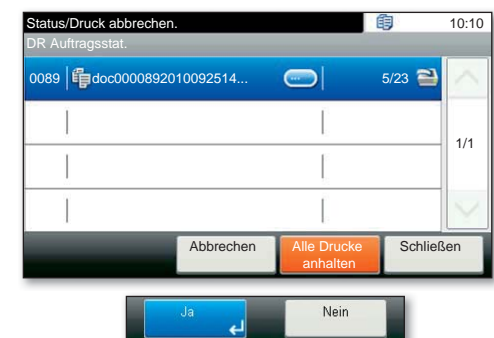 Status/Druck abbrechen. 10:10
DR Auftragsstat.
0089 doc0000892010092514... 5/23
1/1
Abbrechen Alle Drucke anhalten Schließen
Ja Nein